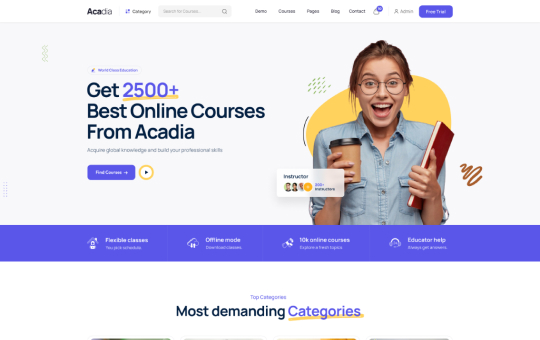 Acadia
Category
Search for Courses
Demo
Courses
Pages
Blog
Contact
Admin
Free Trial
World Class Education
Get 2500+
Best Online Courses
From Acadia
Acquire global knowledge and build your professional skills
Find Courses →
Instructor
200+
Instructors
Flexible classes
You pick schedule
Offline mode
Download classes
10k online courses
Explore a fresh topics
Educator help
Always get answers
Top Categories
Most demanding Categories